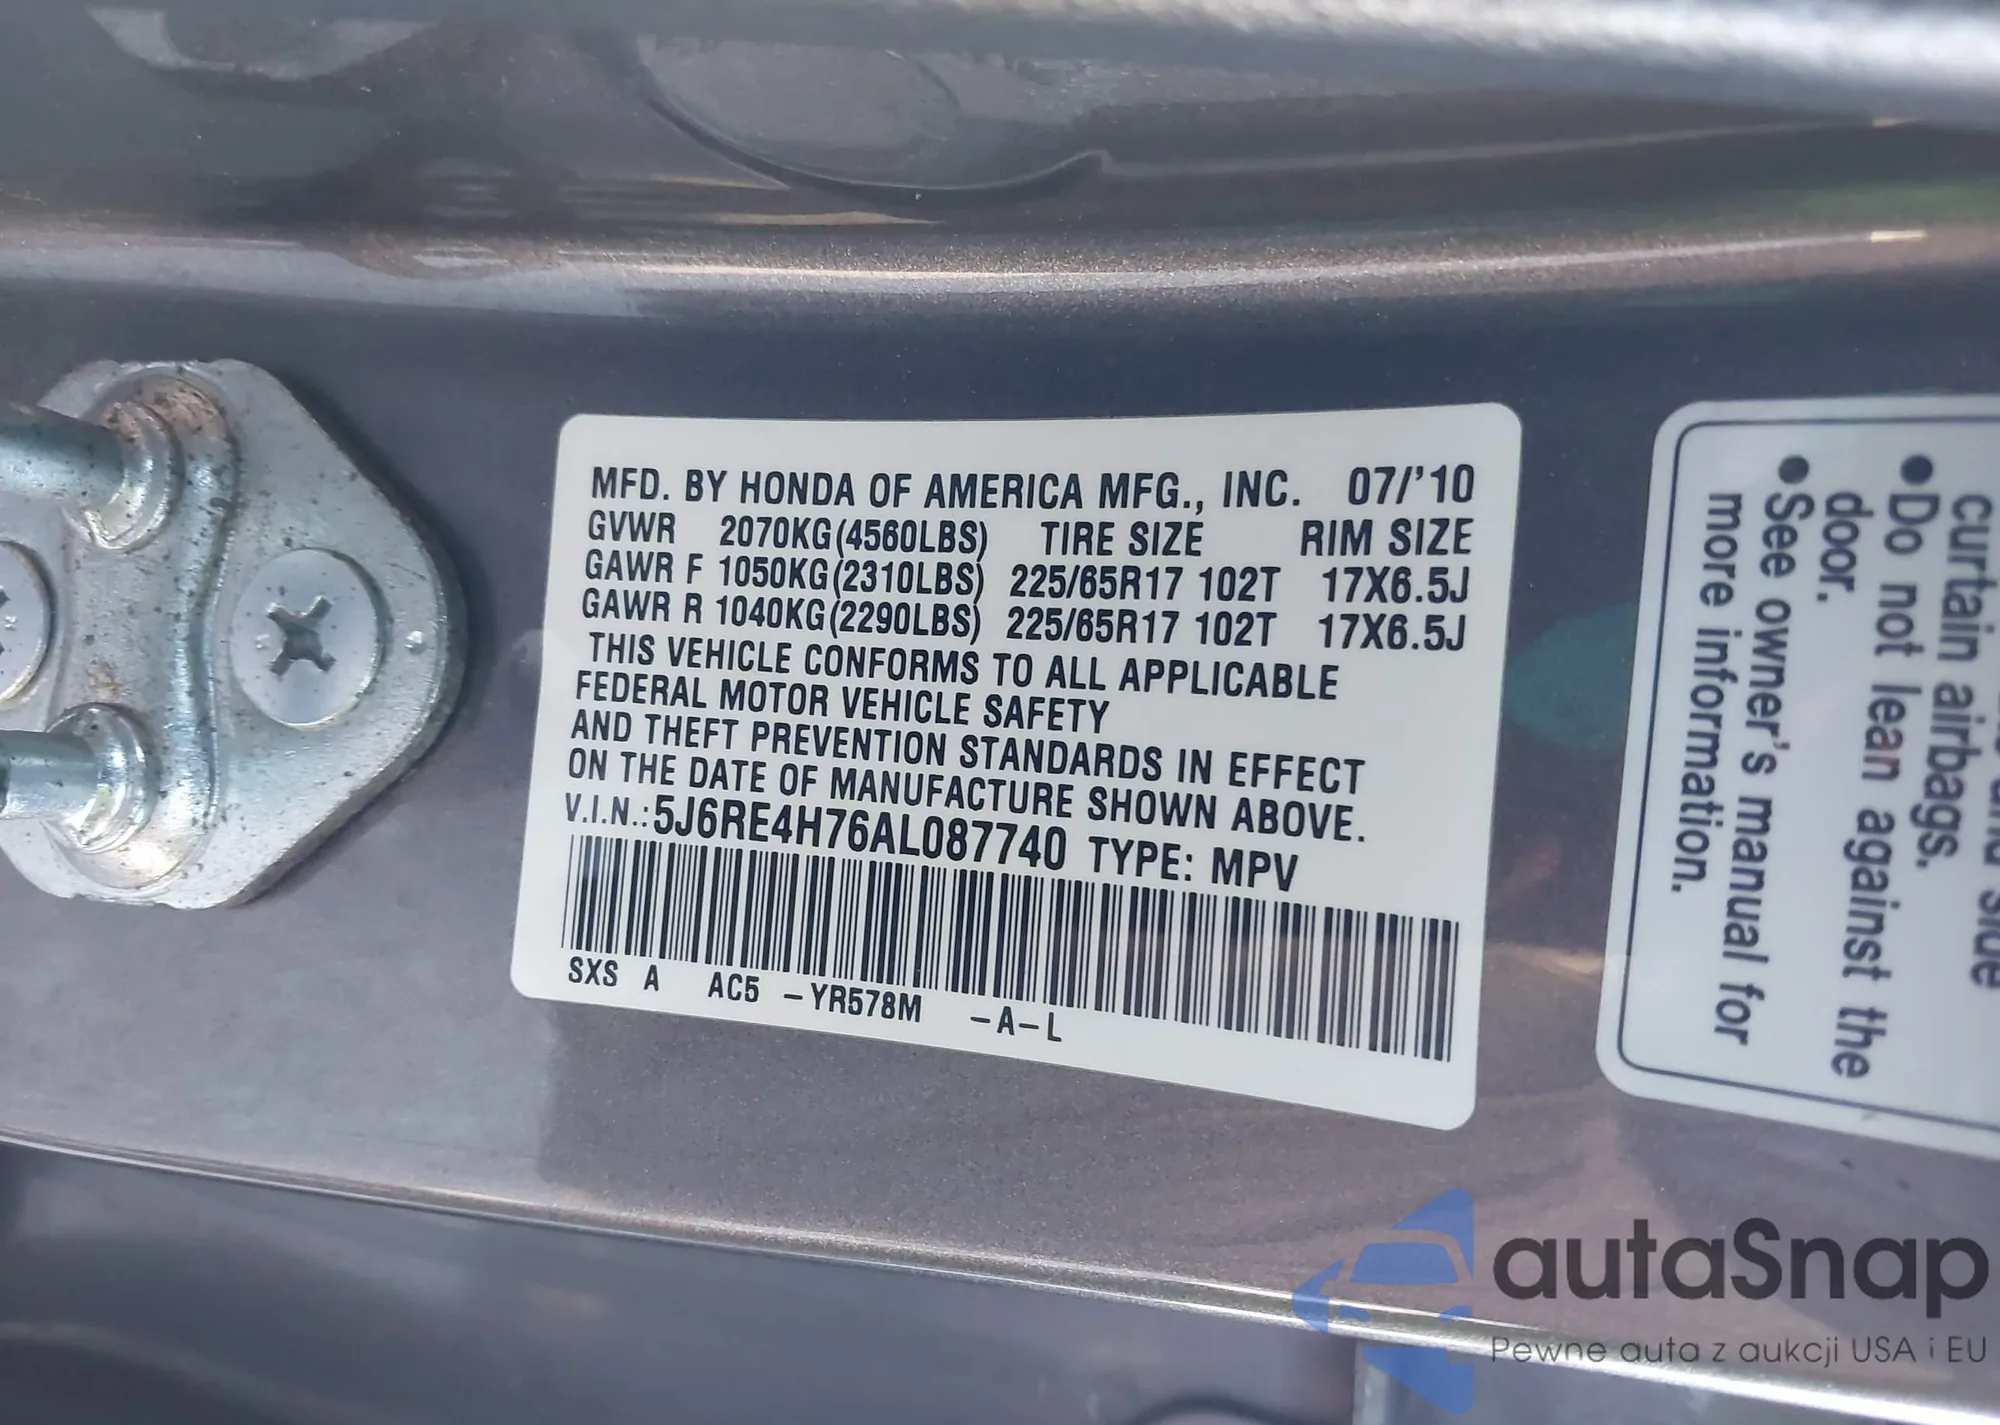 MFD. BY HONDA OF AMERICA MFG., INC. 07/'10
GVWR 2070KG(4560LBS) TIRE SIZE RIM SIZE
GAWR F 1050KG(2310LBS) 225/65R17 102T 17X6.5J
GAWR R 1040KG(2290LBS) 225/65R17 102T 17X6.5J
THIS VEHICLE CONFORMS TO ALL APPLICABLE
FEDERAL MOTOR VEHICLE SAFETY
AND THEFT PREVENTION STANDARDS IN EFFECT
ON THE DATE OF MANUFACTURE SHOWN ABOVE.
V.I.N.:5J6RE4H76AL087740 TYPE: MPV
SXS A AC5 -YR578M -A-L
side
curtain airbags.
●Do not lean against the
door.
●See owner's manual for
more information.
autaSnap
Pewne auta z aukcji USA i EU